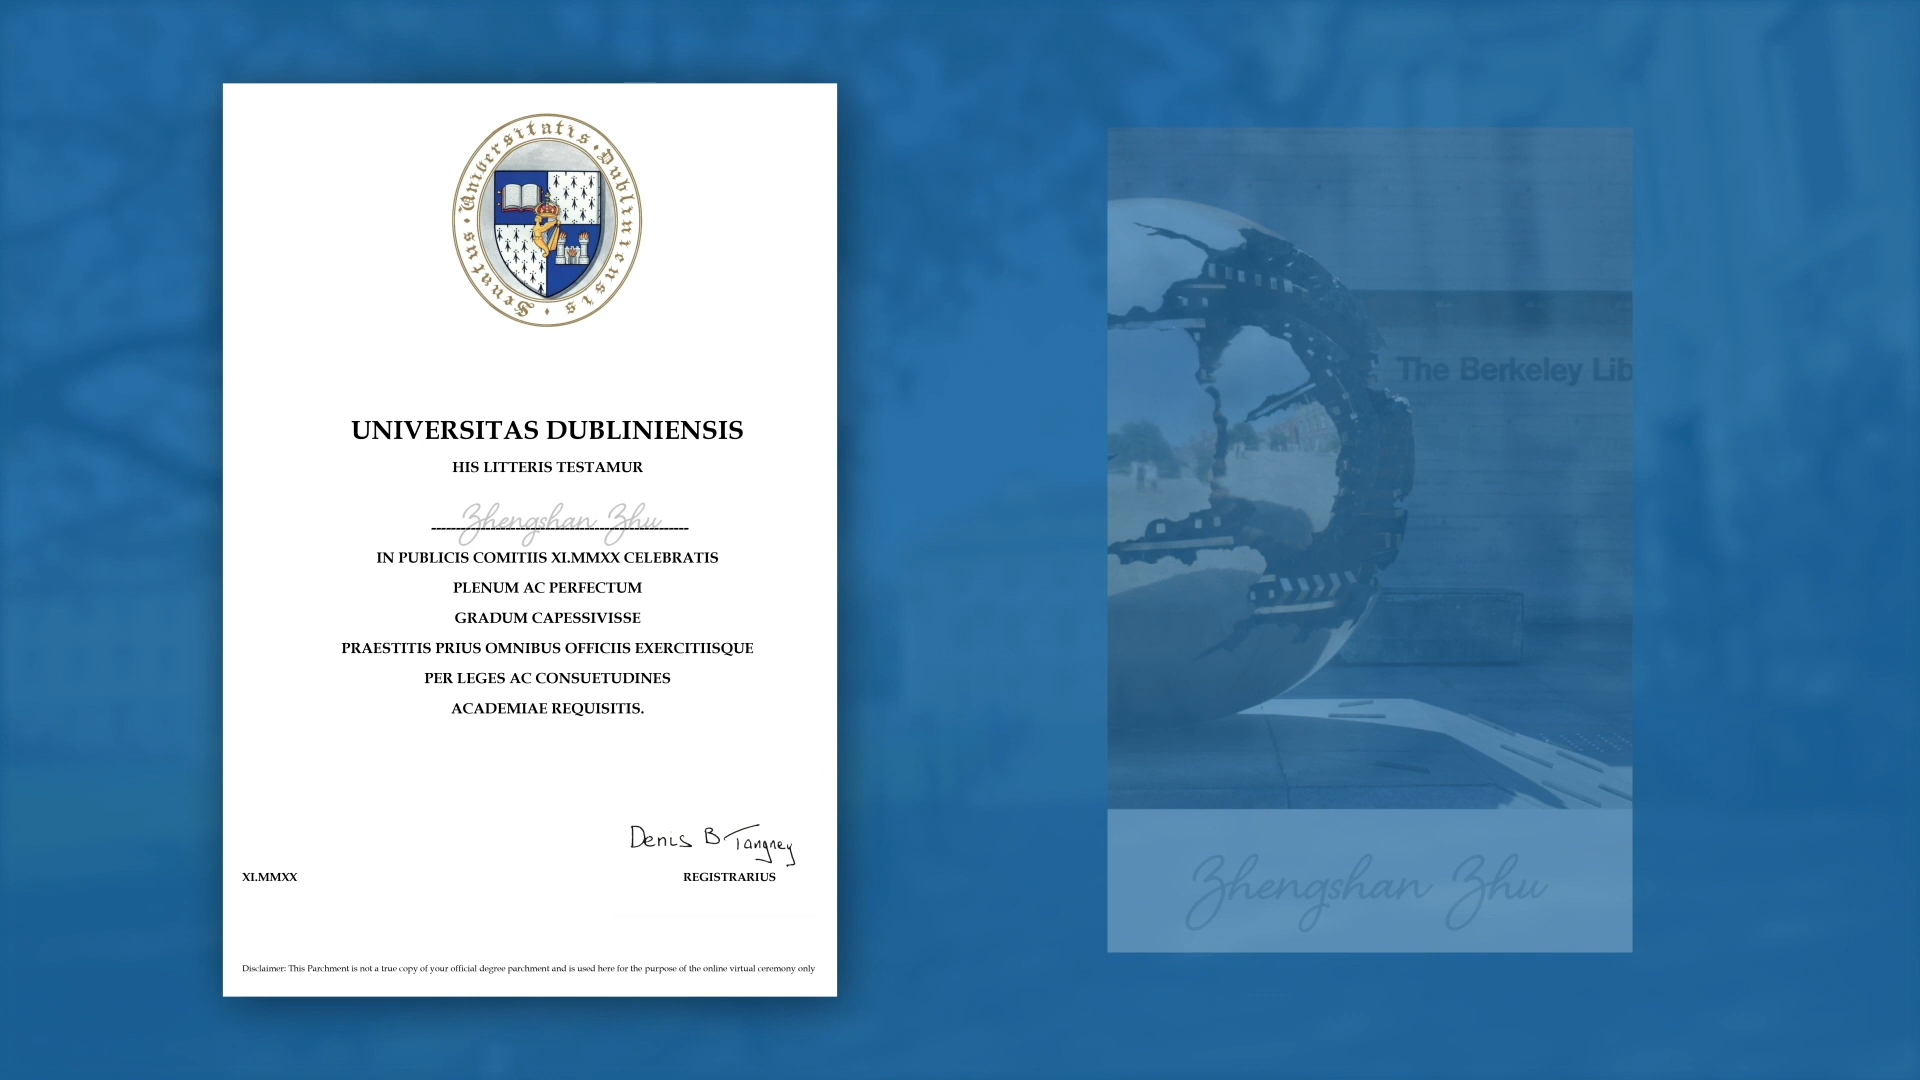 Senatus · Universitatis · Dubliniensis ·
UNIVERSITAS DUBLINIENSIS
HIS LITTERIS TESTAMUR
Zhengshan Zhu
IN PUBLICIS COMITIIS XI.MMXX CELEBRATIS
PLENUM AC PERFECTUM
GRADUM CAPESSIVISSE
PRAESTITIS PRIUS OMNIBUS OFFICIIS EXERCITIISQUE
PER LEGES AC CONSUETUDINES
ACADEMIAE REQUISITIS.
Denis B Tangney
XI.MMXX
REGISTRARIUS
Disclaimer: This Parchment is not a true copy of your official degree parchment and is used here for the purpose of the online virtual ceremony only
The Berkeley Lib
Zhengshan Zhu